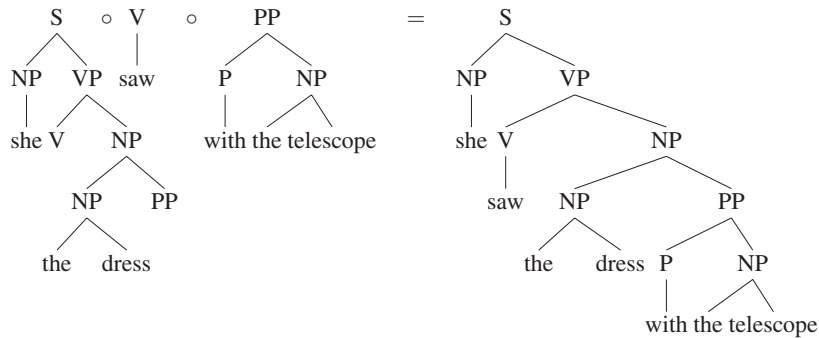 S ∘ V ∘ PP = S
NP VP saw P NP NP VP
she V NP with the telescope she V NP
NP PP saw NP PP
the dress the dress P NP
with the telescope